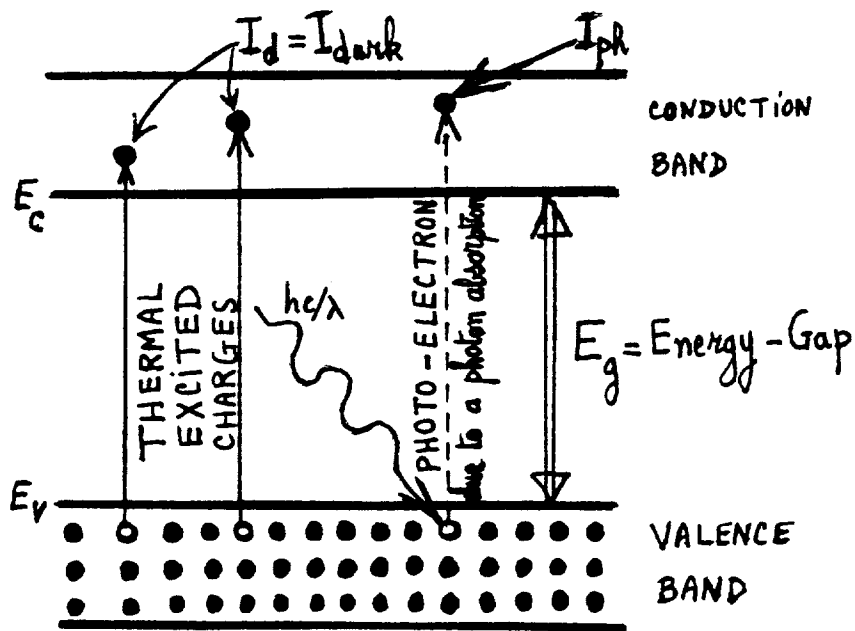 I_d = I_dark
I_ph
CONDUCTION
BAND
E_c
THERMAL
EXCITED
CHARGES
hc/λ
PHOTO-ELECTRON
due to a photon absorption
E_g = Energy-Gap
E_v
VALENCE
BAND